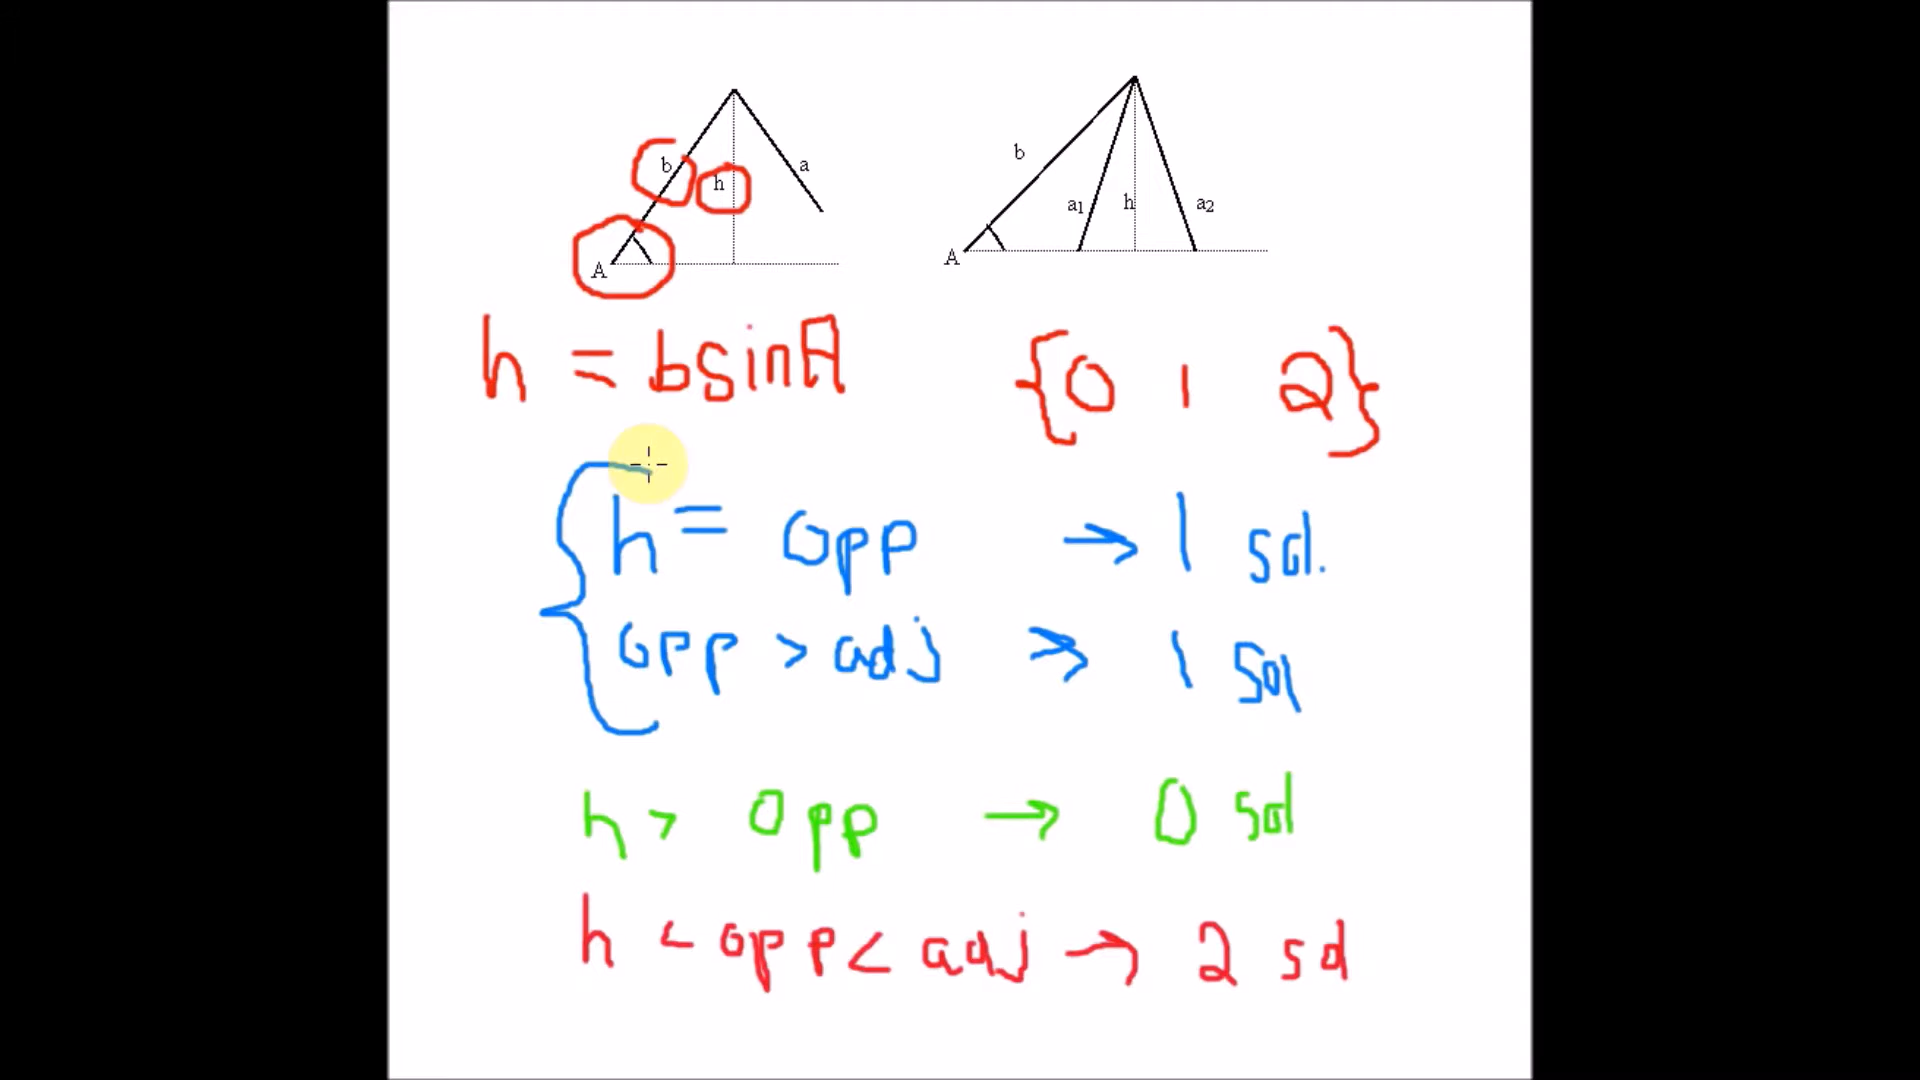 b h a
A
b a1 h a2
A
h = bsinA {0 1 2}
h = opp → 1 sol.
opp > adj → 1 sol
h > opp → 0 sol
h < opp < adj → 2 sol